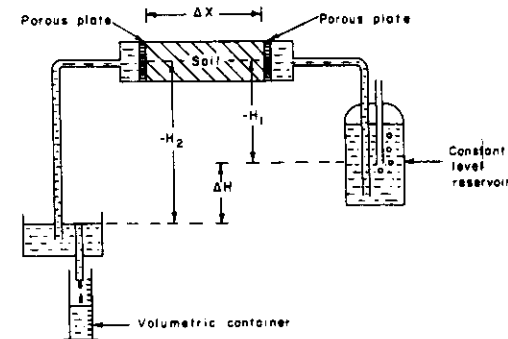 ΔX
Porous plate
Porous plate
Soil
-H₁
-H₂
ΔH
Constant
level
reservoir
Volumetric container